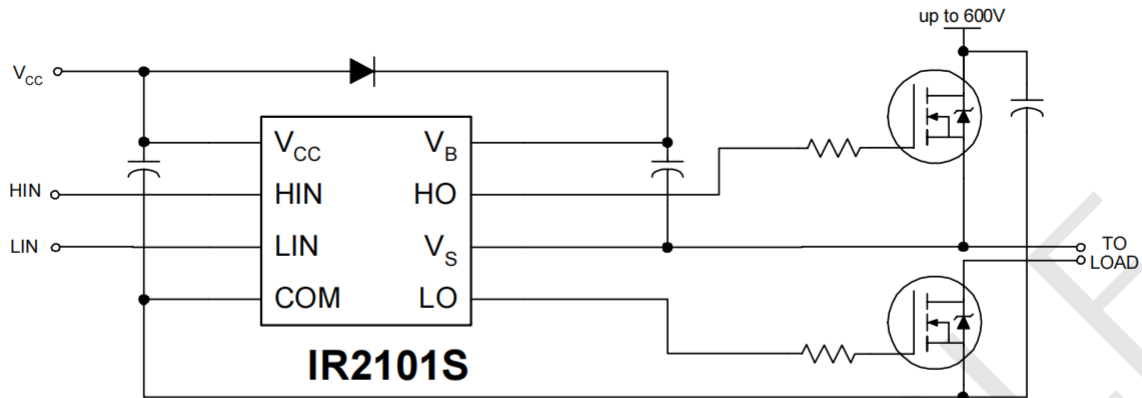 up to 600V
VCC
VCC
VB
HIN
HIN
HO
LIN
LIN
VS
TO
LOAD
COM
LO
IR2101S